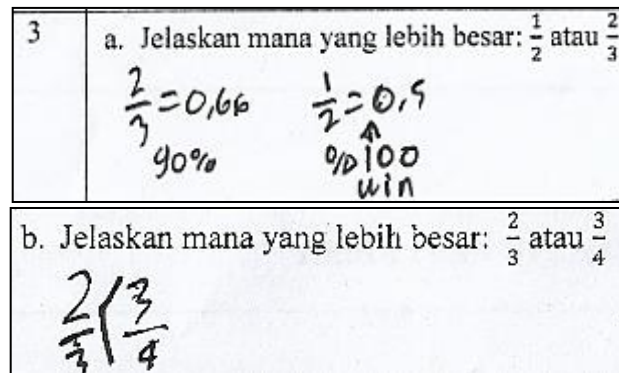 3 a. Jelaskan mana yang lebih besar: 1/2 atau 2/3
2/3 = 0,66 1/2 = 0,5
90% %100
win
b. Jelaskan mana yang lebih besar: 2/3 atau 3/4
2/3 < 3/4